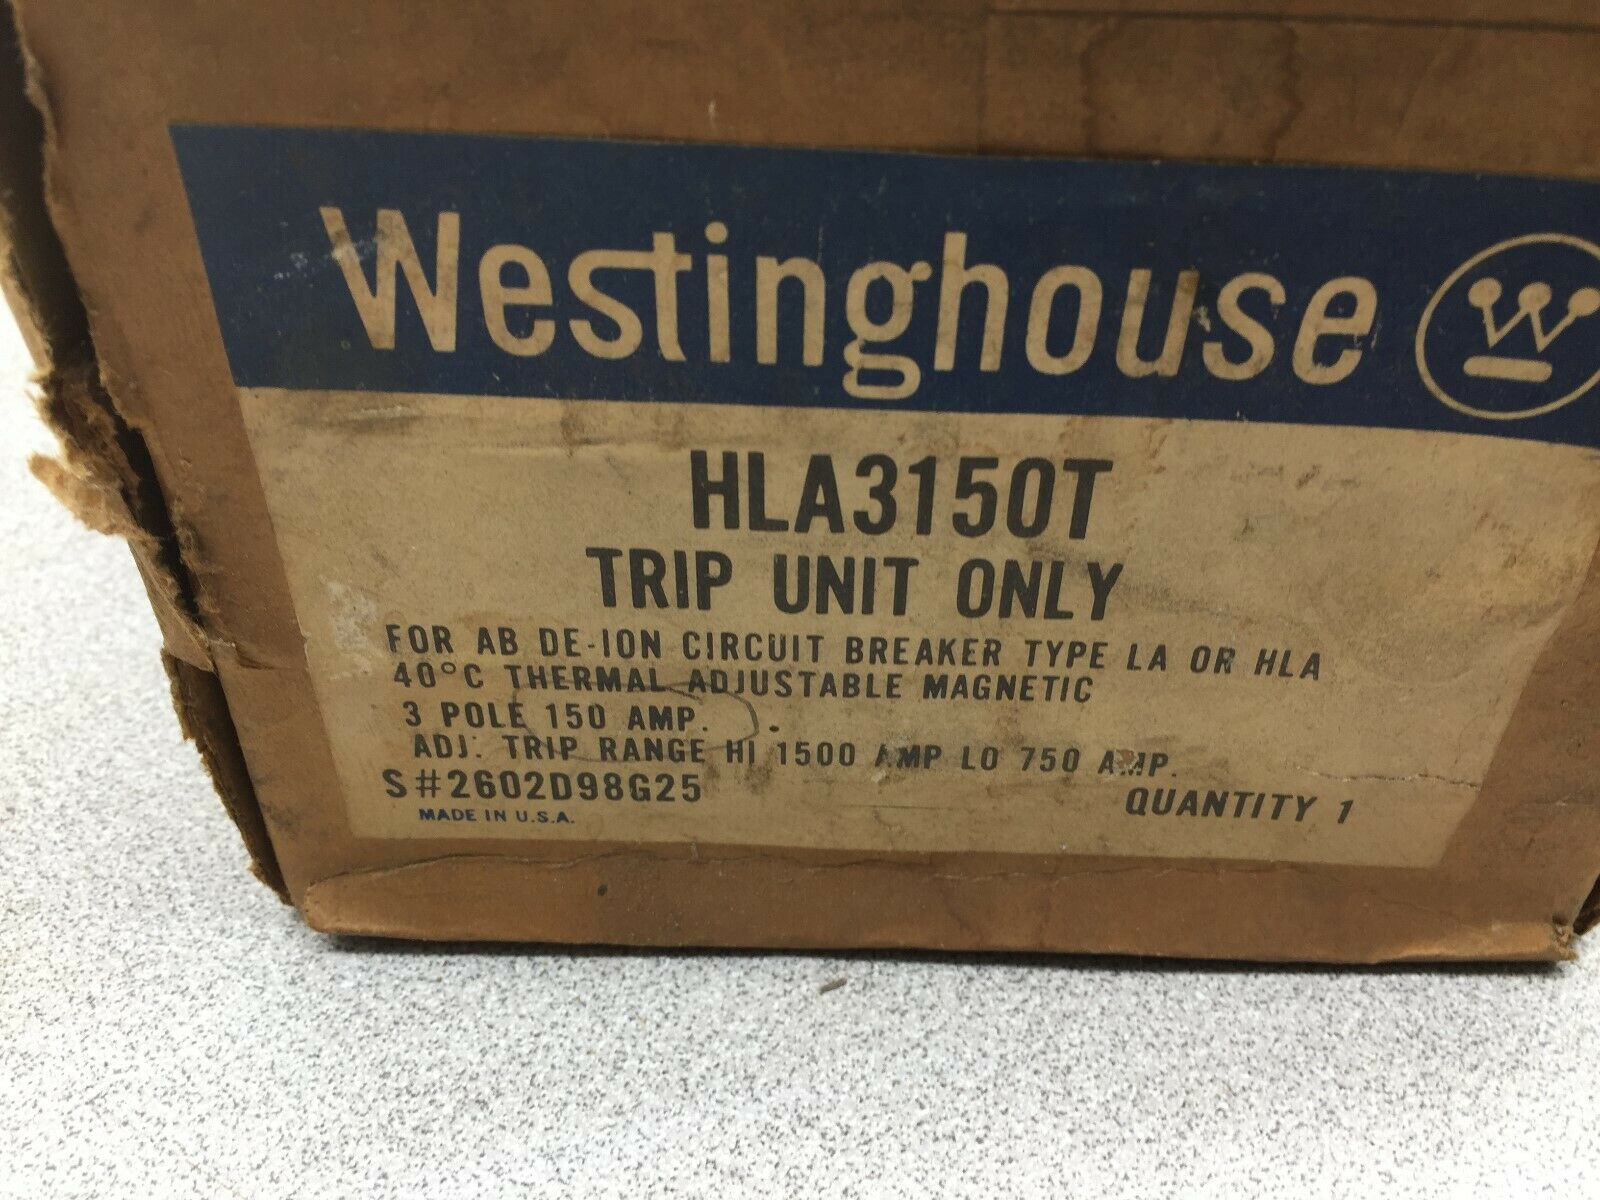 Westinghouse W
HLA3150T
TRIP UNIT ONLY
FOR AB DE-ION CIRCUIT BREAKER TYPE LA OR HLA
40°C THERMAL ADJUSTABLE MAGNETIC
3 POLE 150 AMP.
ADJ. TRIP RANGE HI 1500 AMP LO 750 AMP.
S#2602D98G25
QUANTITY 1
MADE IN U.S.A.